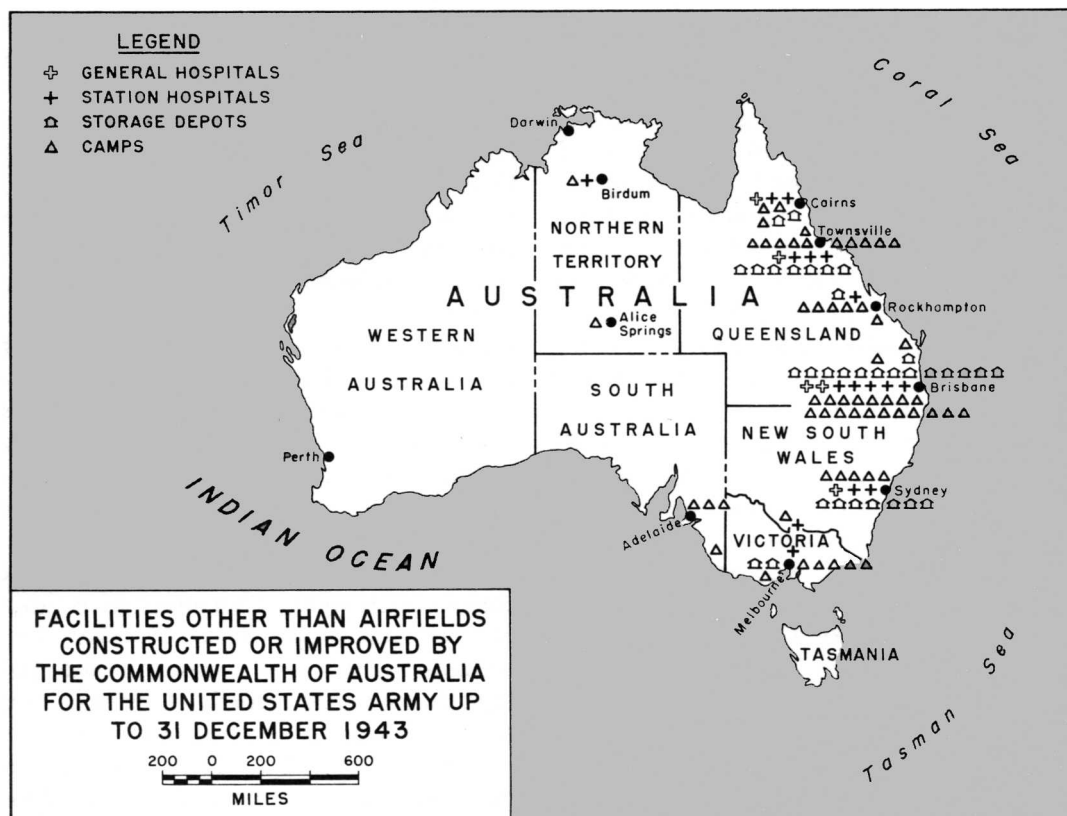 LEGEND
GENERAL HOSPITALS
STATION HOSPITALS
STORAGE DEPOTS
CAMPS
Timor Sea
Coral Sea
Darwin
Birdum
Cairns
NORTHERN
TERRITORY
Townsville
AUSTRALIA
Rockhampton
Alice
Springs
WESTERN
AUSTRALIA
QUEENSLAND
SOUTH
AUSTRALIA
Brisbane
NEW SOUTH
WALES
Perth
Sydney
INDIAN OCEAN
Adelaide
VICTORIA
Melbourne
TASMANIA
Tasman Sea
FACILITIES OTHER THAN AIRFIELDS
CONSTRUCTED OR IMPROVED BY
THE COMMONWEALTH OF AUSTRALIA
FOR THE UNITED STATES ARMY UP
TO 31 DECEMBER 1943
200 0 200 600
MILES